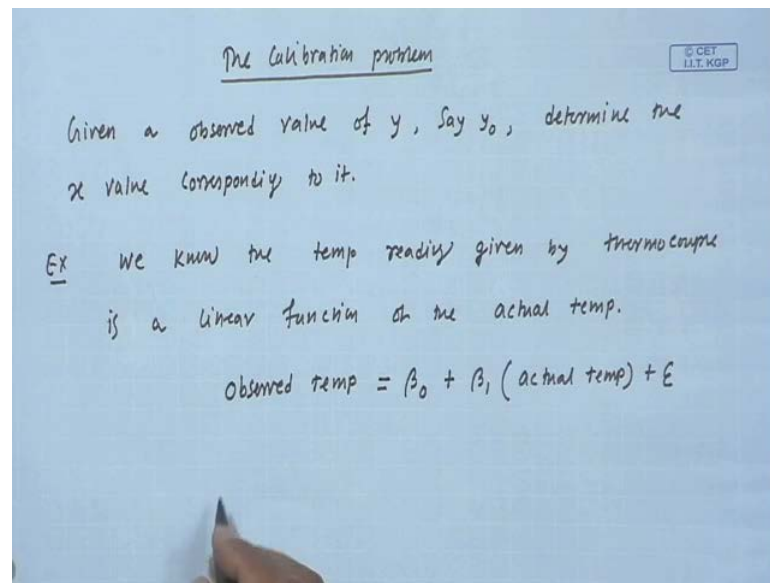 The Calibration problem
© CET
I.I.T. KGP
Given a observed value of y, Say y₀, determine the
x value corresponding to it.
Ex We know the temp reading given by thermocouple
is a linear function of the actual temp.
Observed temp = β₀ + β₁ (actual temp) + ε